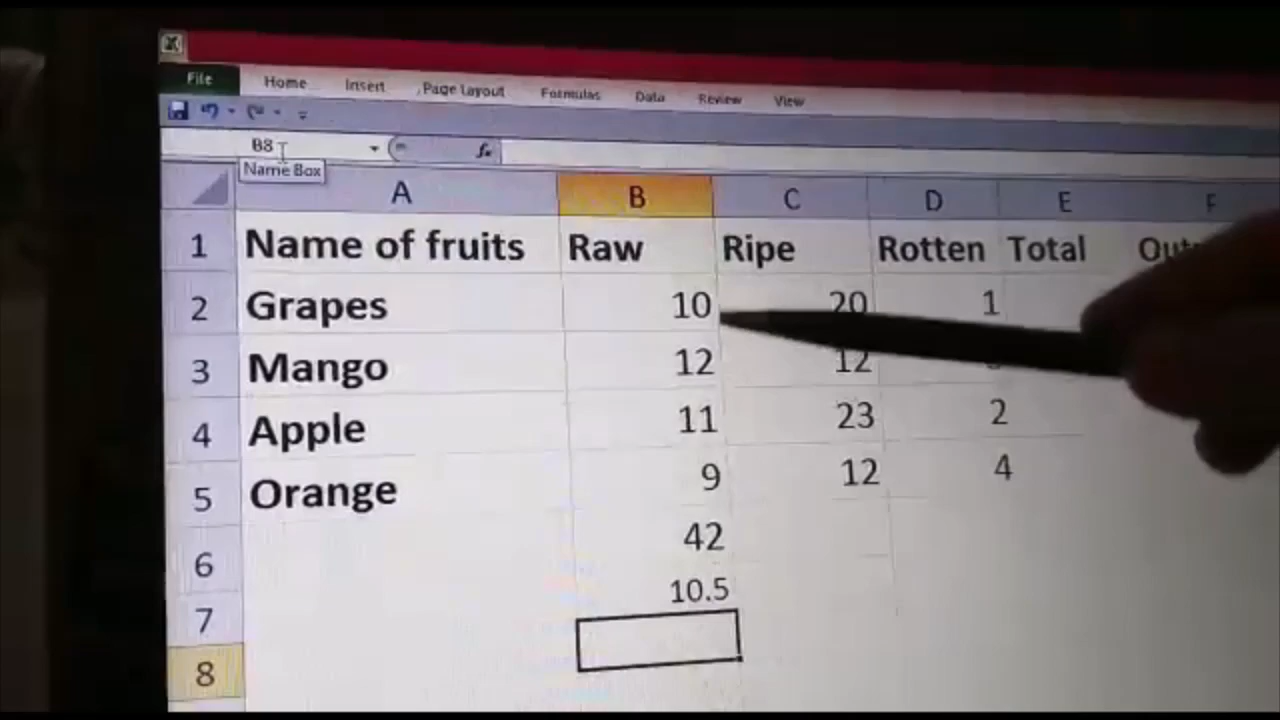 File Home Insert Page Layout Formulas Data Review View
B8 fx
Name Box
A B C D E F
1 Name of fruits Raw Ripe Rotten Total
2 Grapes 10 20 1
3 Mango 12 12
4 Apple 11 23 2
5 Orange 9 12 4
6 42
7 10.5
8